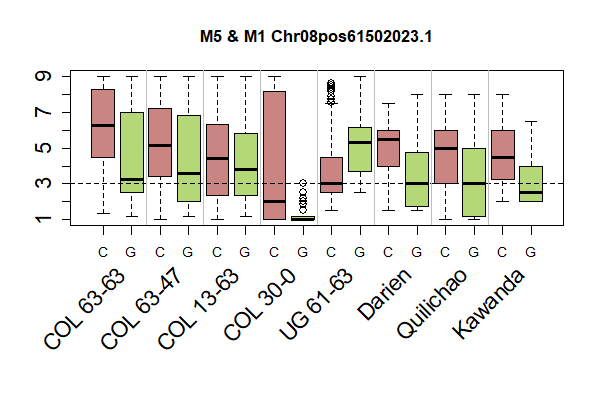 M5 & M1 Chr08pos61502023.1
9
7
5
3
1
C G C G C G C G C G C G C G C G
COL 63-63
COL 63-47
COL 13-63
COL 30-0
UG 61-63
Darien
Quilichao
Kawanda